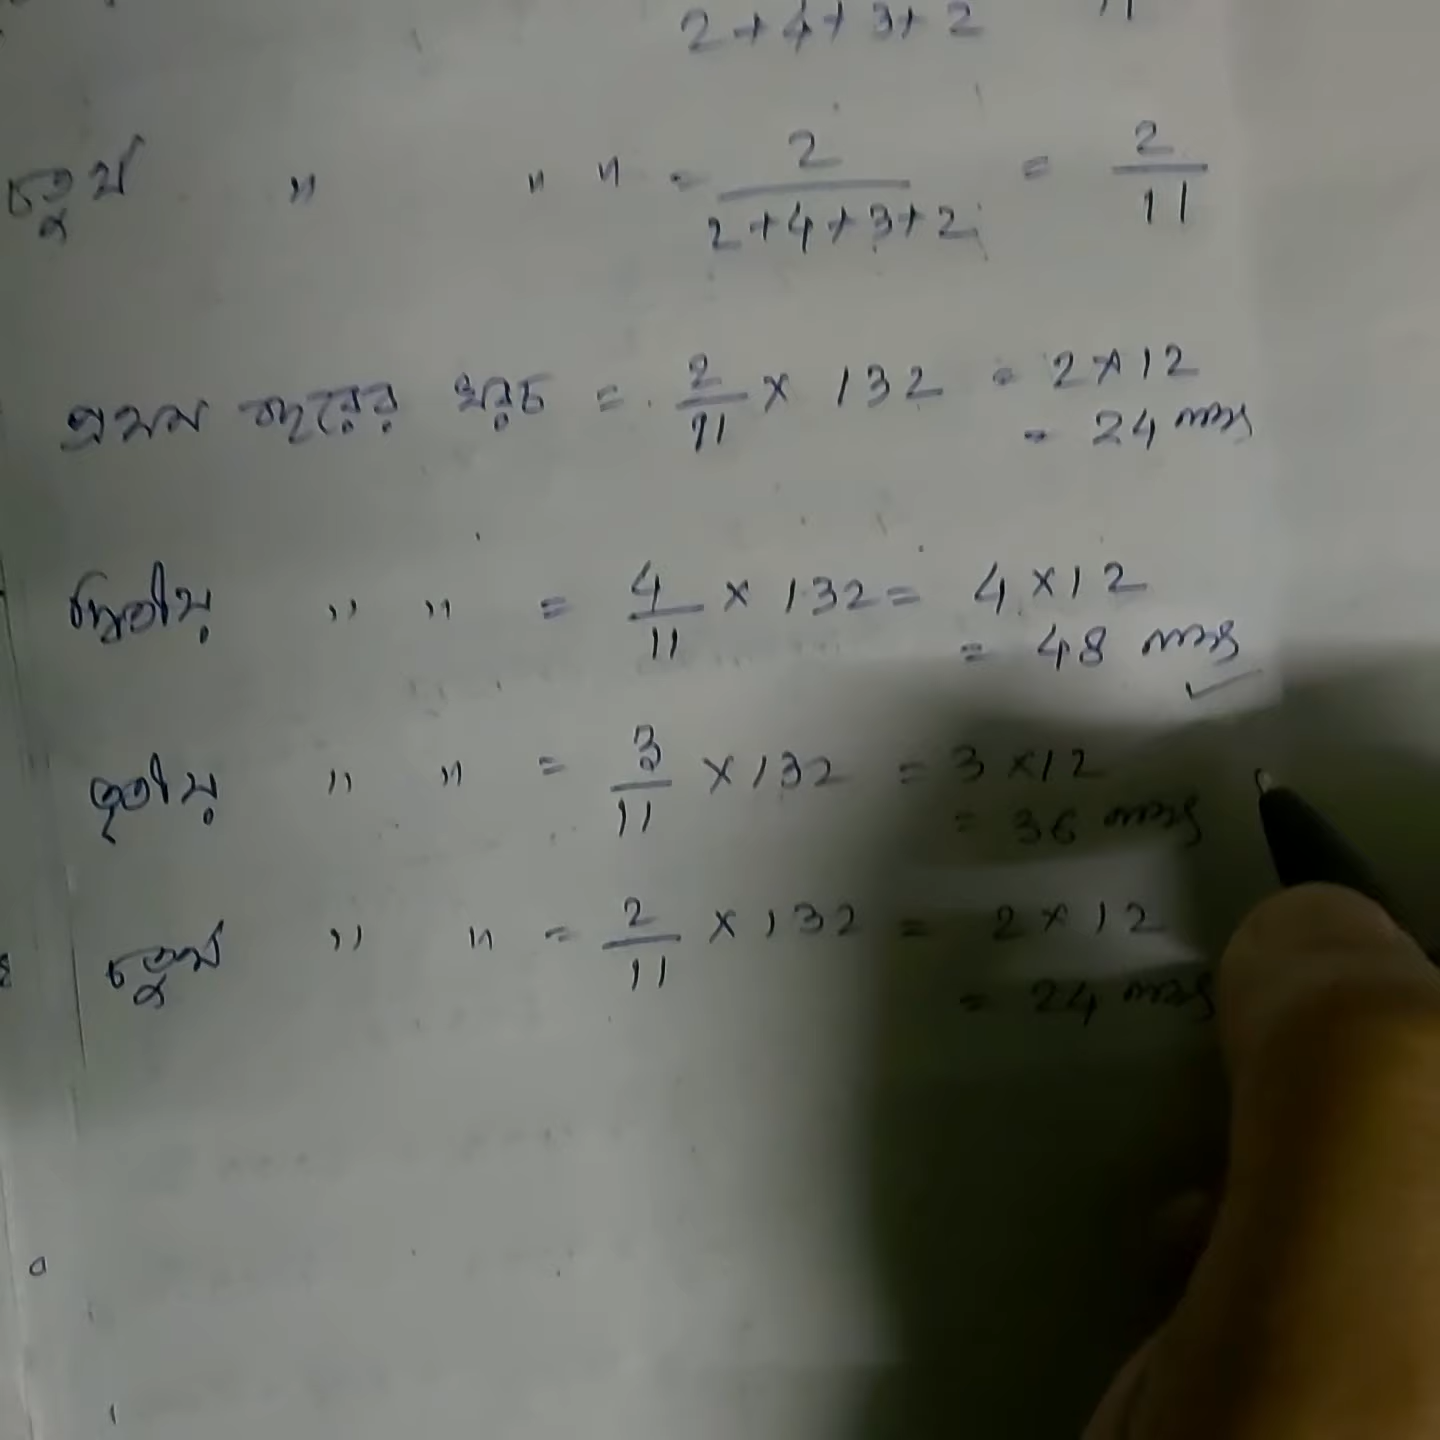 2+4+3+2 11
চতুর্থ " " " = 2/(2+4+3+2) = 2/11
প্রথম খরচ = 2/11 × 132 = 2×12
= 24 লাখ
দ্বিতীয় " " = 4/11 × 132 = 4×12
= 48 লাখ
তৃতীয় " " = 3/11 × 132 = 3×12
= 36 লাখ
চতুর্থ " " = 2/11 × 132 = 2×12
= 24 লাখ